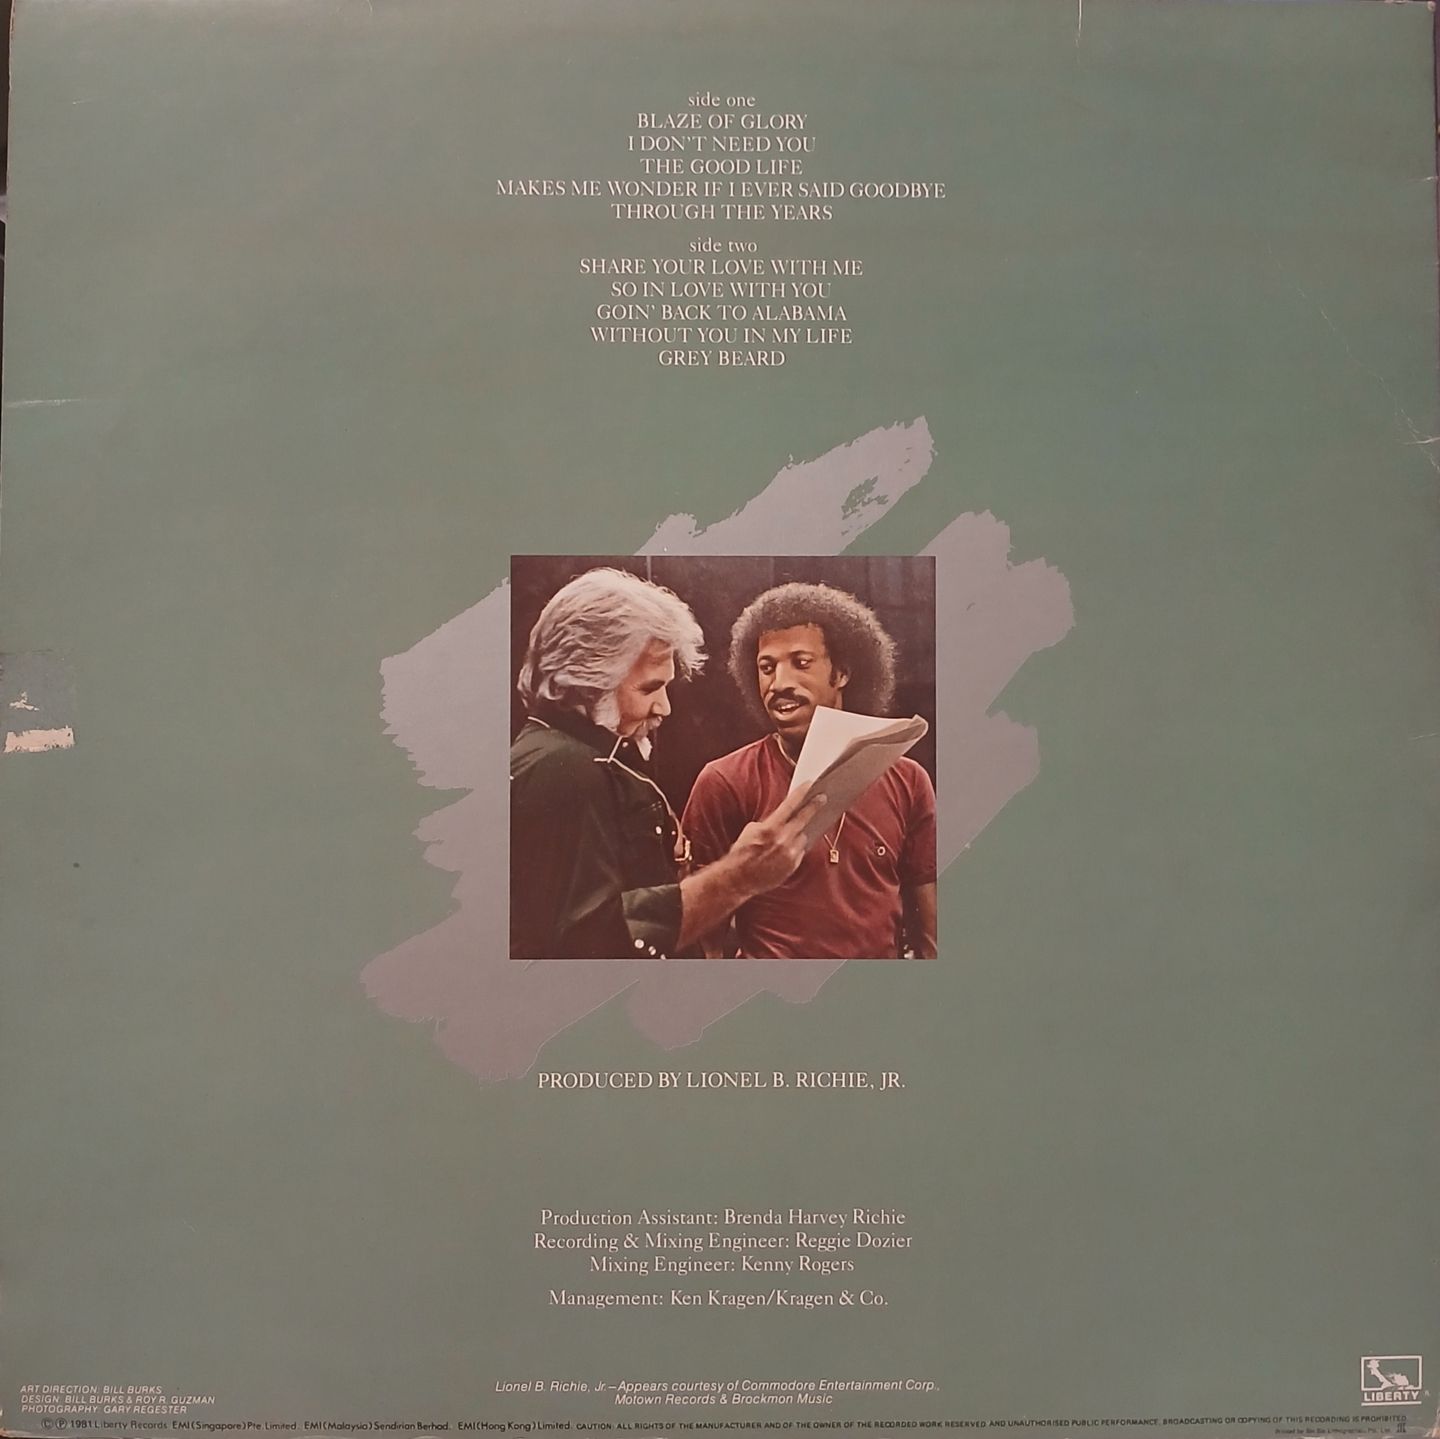 side one
BLAZE OF GLORY
I DON'T NEED YOU
THE GOOD LIFE
MAKES ME WONDER IF I EVER SAID GOODBYE
THROUGH THE YEARS
side two
SHARE YOUR LOVE WITH ME
SO IN LOVE WITH YOU
GOIN' BACK TO ALABAMA
WITHOUT YOU IN MY LIFE
GREY BEARD
PRODUCED BY LIONEL B. RICHIE, JR.
Production Assistant: Brenda Harvey Richie
Recording & Mixing Engineer: Reggie Dozier
Mixing Engineer: Kenny Rogers
Management: Ken Kragen/Kragen & Co.
ART DIRECTION: BILL BURKS
DESIGN: BILL BURKS & ROY R. GUZMAN
PHOTOGRAPHY: GARY REGESTER
Lionel B. Richie, Jr.–Appears courtesy of Commodore Entertainment Corp.,
Motown Records & Brockmon Music
LIBERTY
© ℗ 1981 Liberty Records. EMI (Singapore) Pte. Limited. EMI (Malaysia) Sendirian Berhad. EMI (Hong Kong) Limited. CAUTION: ALL RIGHTS OF THE MANUFACTURER AND OF THE OWNER OF THE RECORDED WORK RESERVED AND UNAUTHORISED PUBLIC PERFORMANCE, BROADCASTING OR COPYING OF THIS RECORDING IS PROHIBITED.